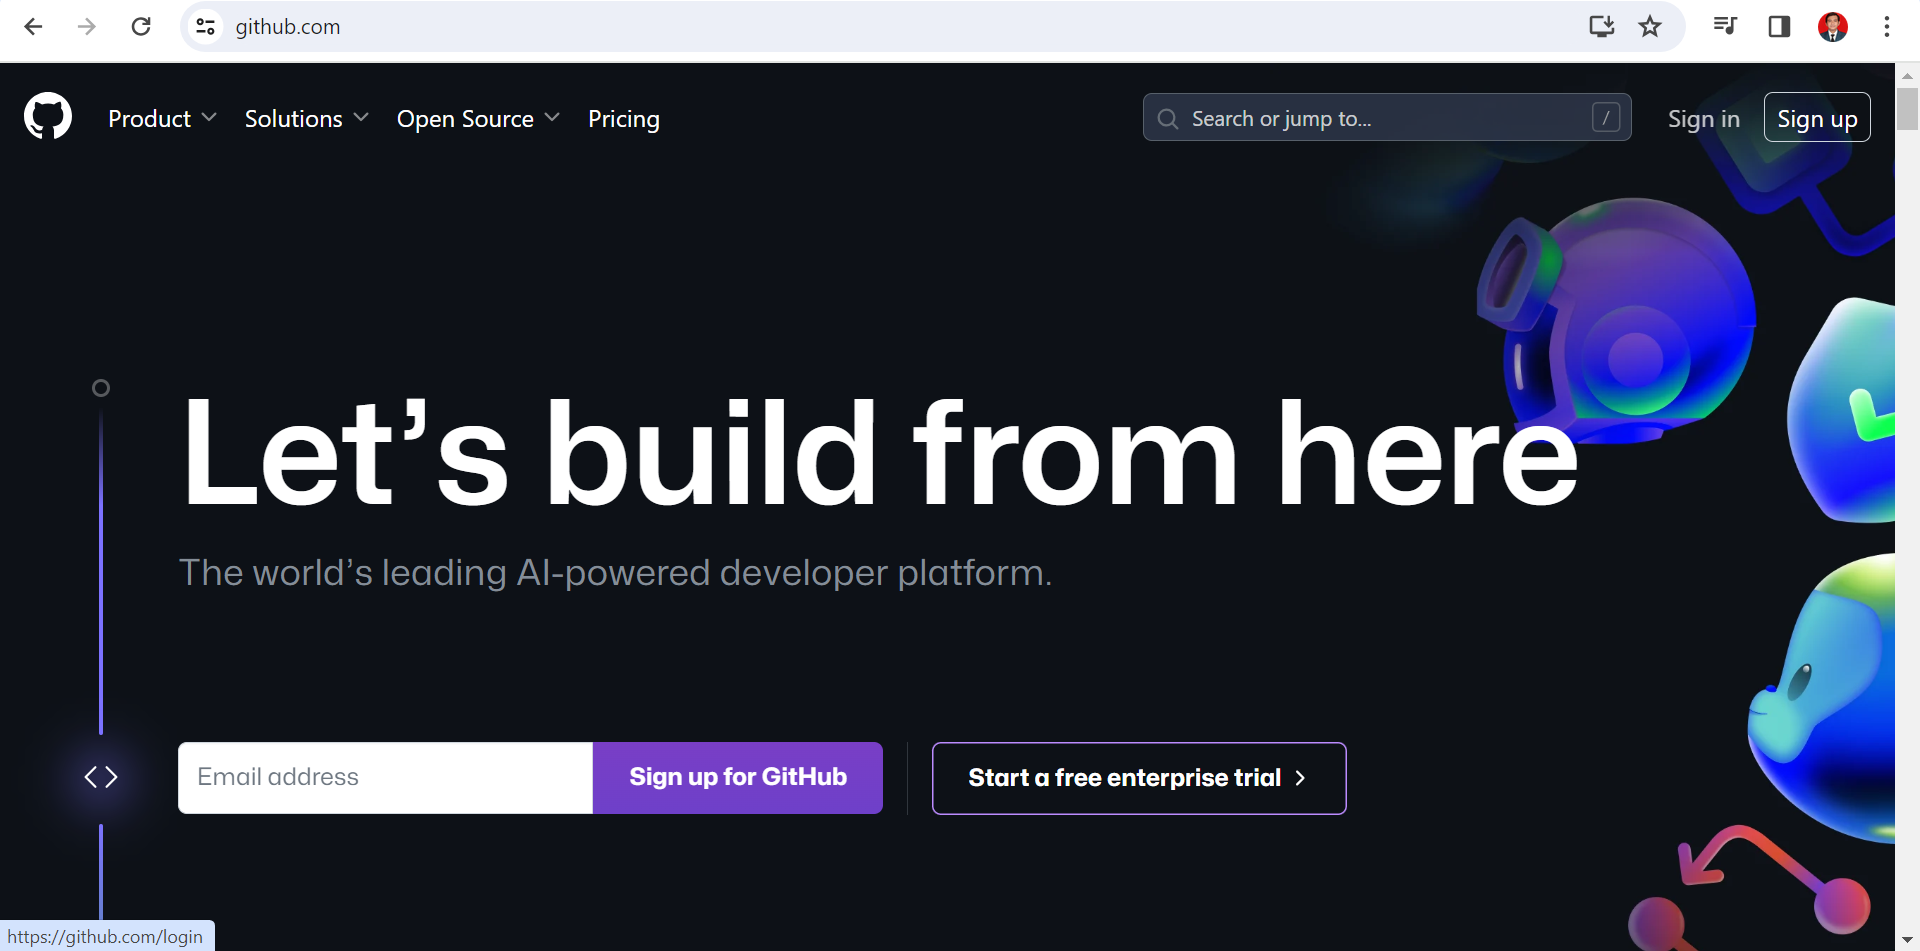 github.com
Product Solutions Open Source Pricing Search or jump to... / Sign in Sign up
Let’s build from here
The world’s leading AI-powered developer platform.
Email address Sign up for GitHub Start a free enterprise trial
https://github.com/login